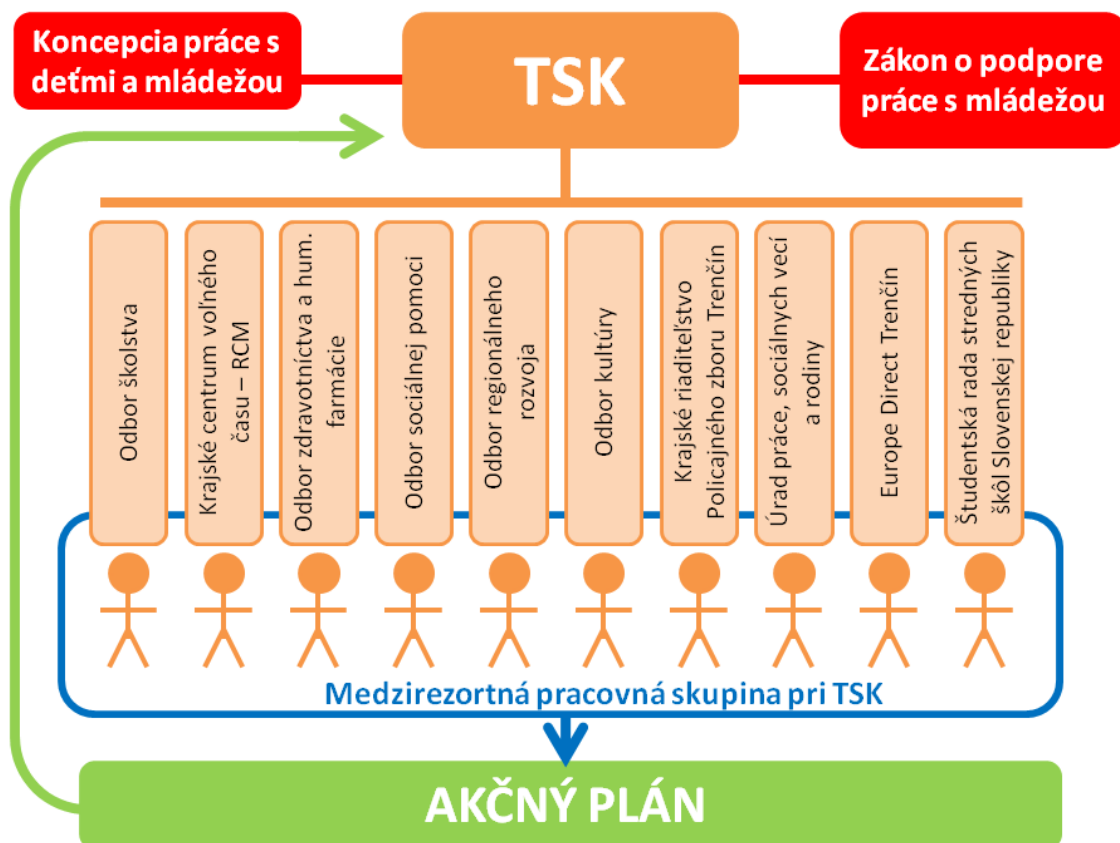 Koncepcia práce s
deťmi a mládežou
TSK
Zákon o podpore
práce s mládežou
Odbor školstva
Krajské centrum voľného
času – RCM
Odbor zdravotníctva a hum.
farmácie
Odbor sociálnej pomoci
Odbor regionálneho
rozvoja
Odbor kultúry
Krajské riaditeľstvo
Policajného zboru Trenčín
Úrad práce, sociálnych vecí
a rodiny
Europe Direct Trenčín
Študentská rada stredných
škôl Slovenskej republiky
Medzirezortná pracovná skupina pri TSK
AKČNÝ PLÁN